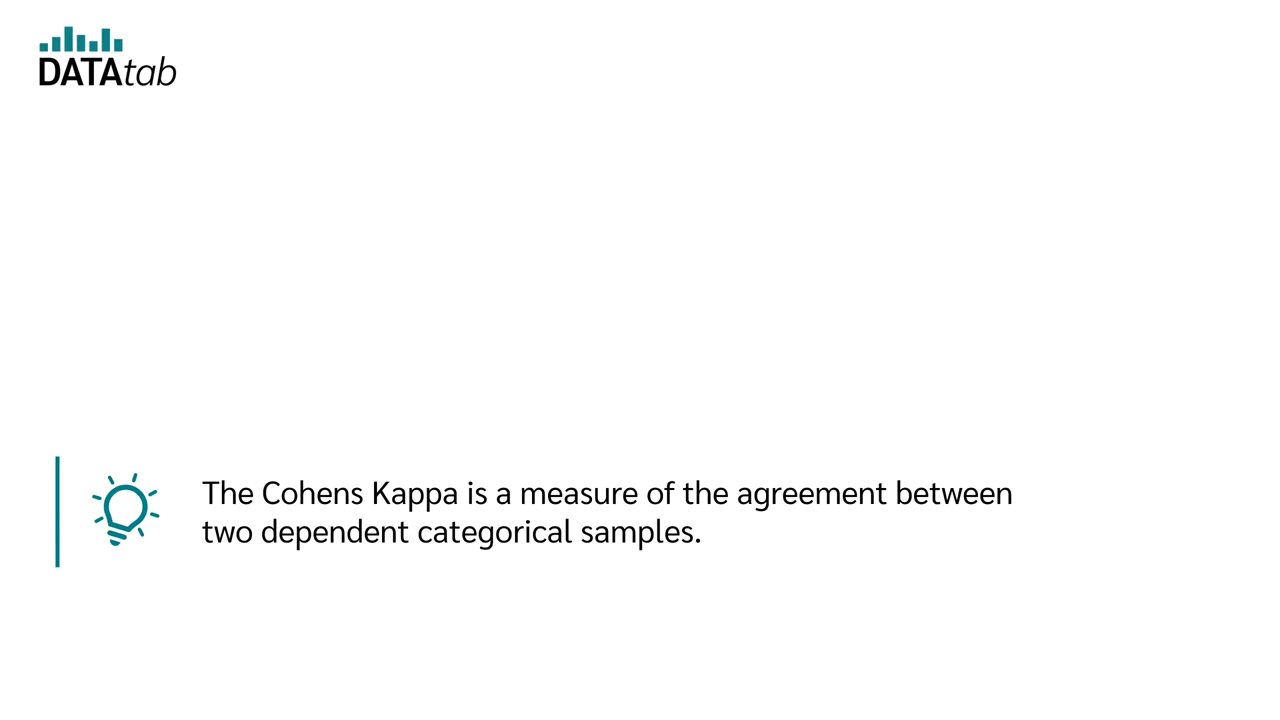 DATAtab
The Cohens Kappa is a measure of the agreement between
two dependent categorical samples.